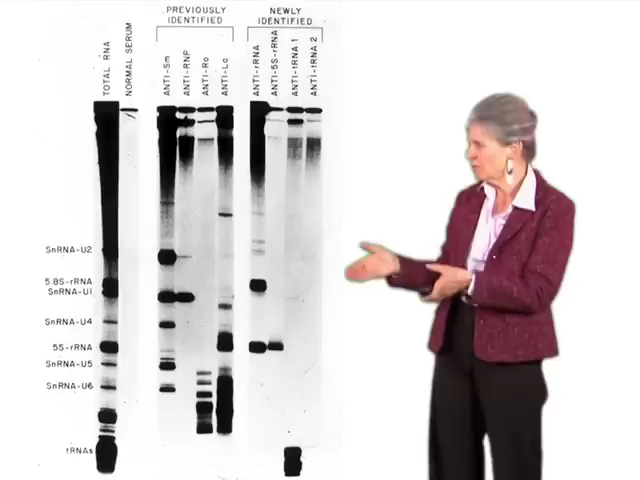 PREVIOUSLY
IDENTIFIED
NEWLY
IDENTIFIED
TOTAL RNA
NORMAL SERUM
ANTI-Sm
ANTI-RNP
ANTI-Ro
ANTI-La
ANTI-rRNA
ANTI-5S-rRNA
ANTI-tRNA 1
ANTI-tRNA 2
SnRNA-U2
5.8S-rRNA
SnRNA-U1
SnRNA-U4
5S-rRNA
SnRNA-U5
SnRNA-U6
tRNAs